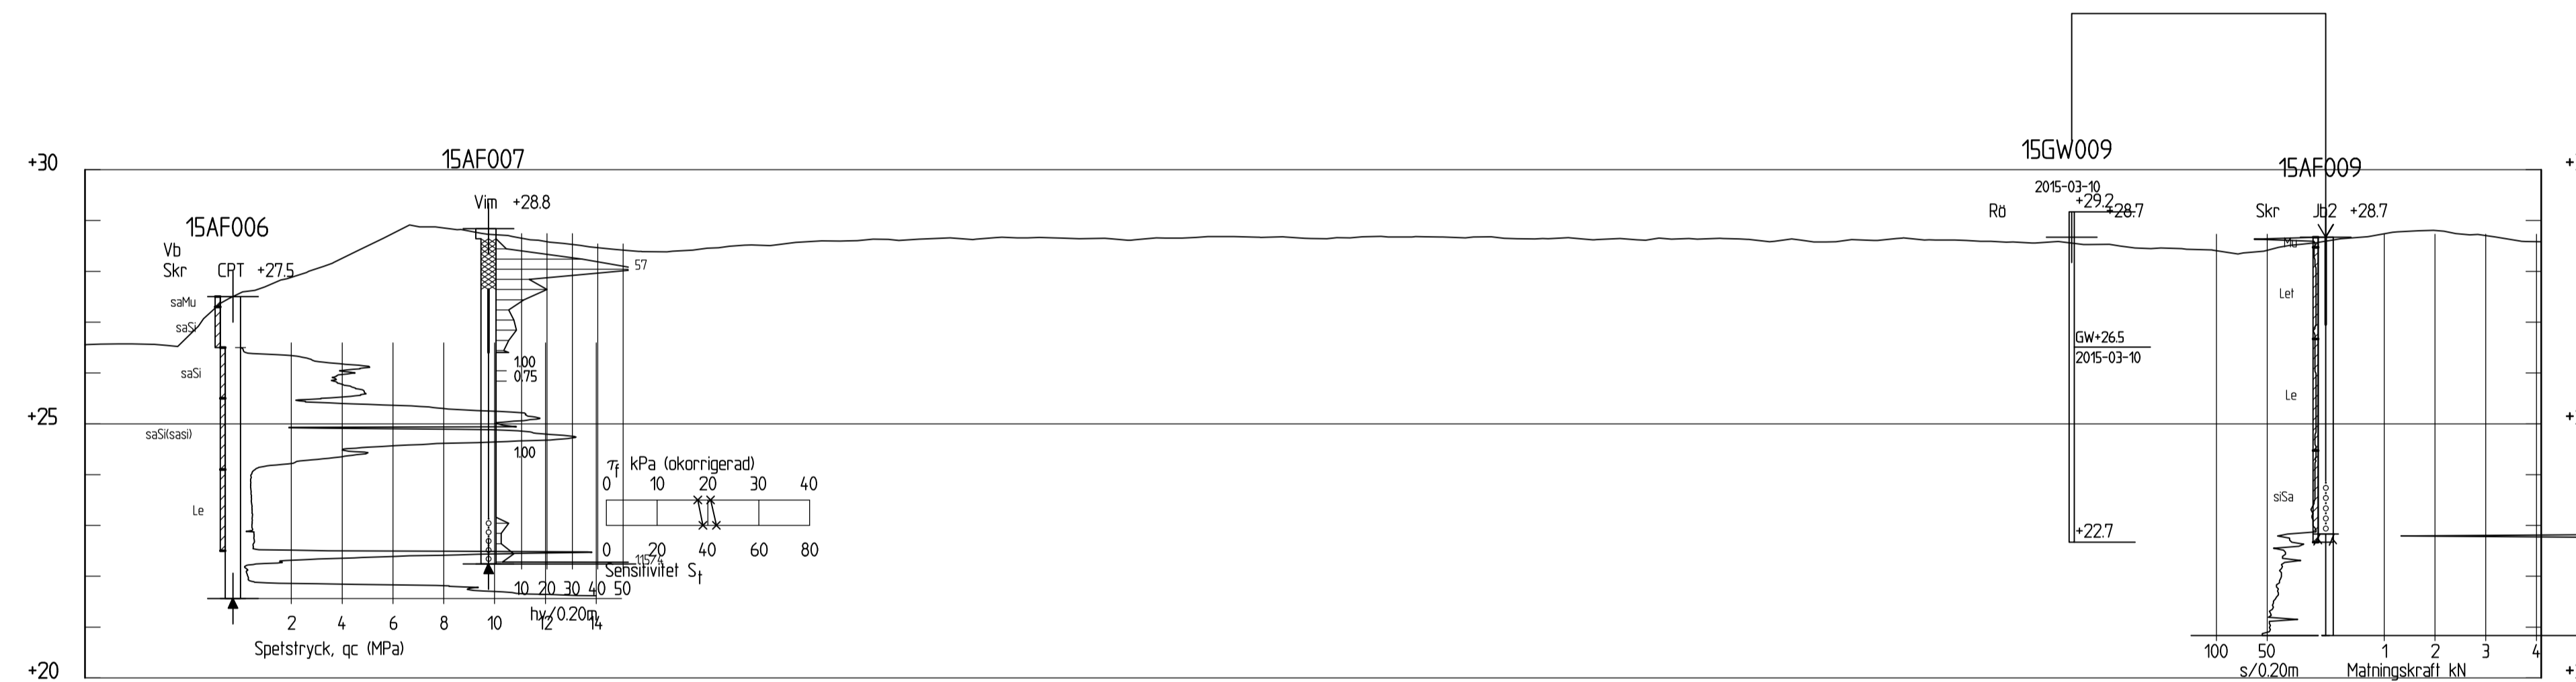 +30
15AF007
15GW009
15AF009
+
2015-03-10
+29.2
+28.7
Vim +28.8
Rö
Skr Jb2 +28.7
15AF006
Vb
Skr CPT +27.5
57
Mu
saMu
saSi
Let
1.00
0.75
GW+26.5
2015-03-10
saSi
Le
+25
+
saSi(sasi)
1.00
τf kPa (okorrigerad)
0 10 20 30 40
siSa
Le
+22.7
0 20 40 60 80
Sensitivitet St
10 20 30 40 50
hv/0.20m
2 4 6 8 10 12 14
Spetstryck, qc (MPa)
100 50
s/0.20m
1 2 3 4
Matningskraft kN
+20
+